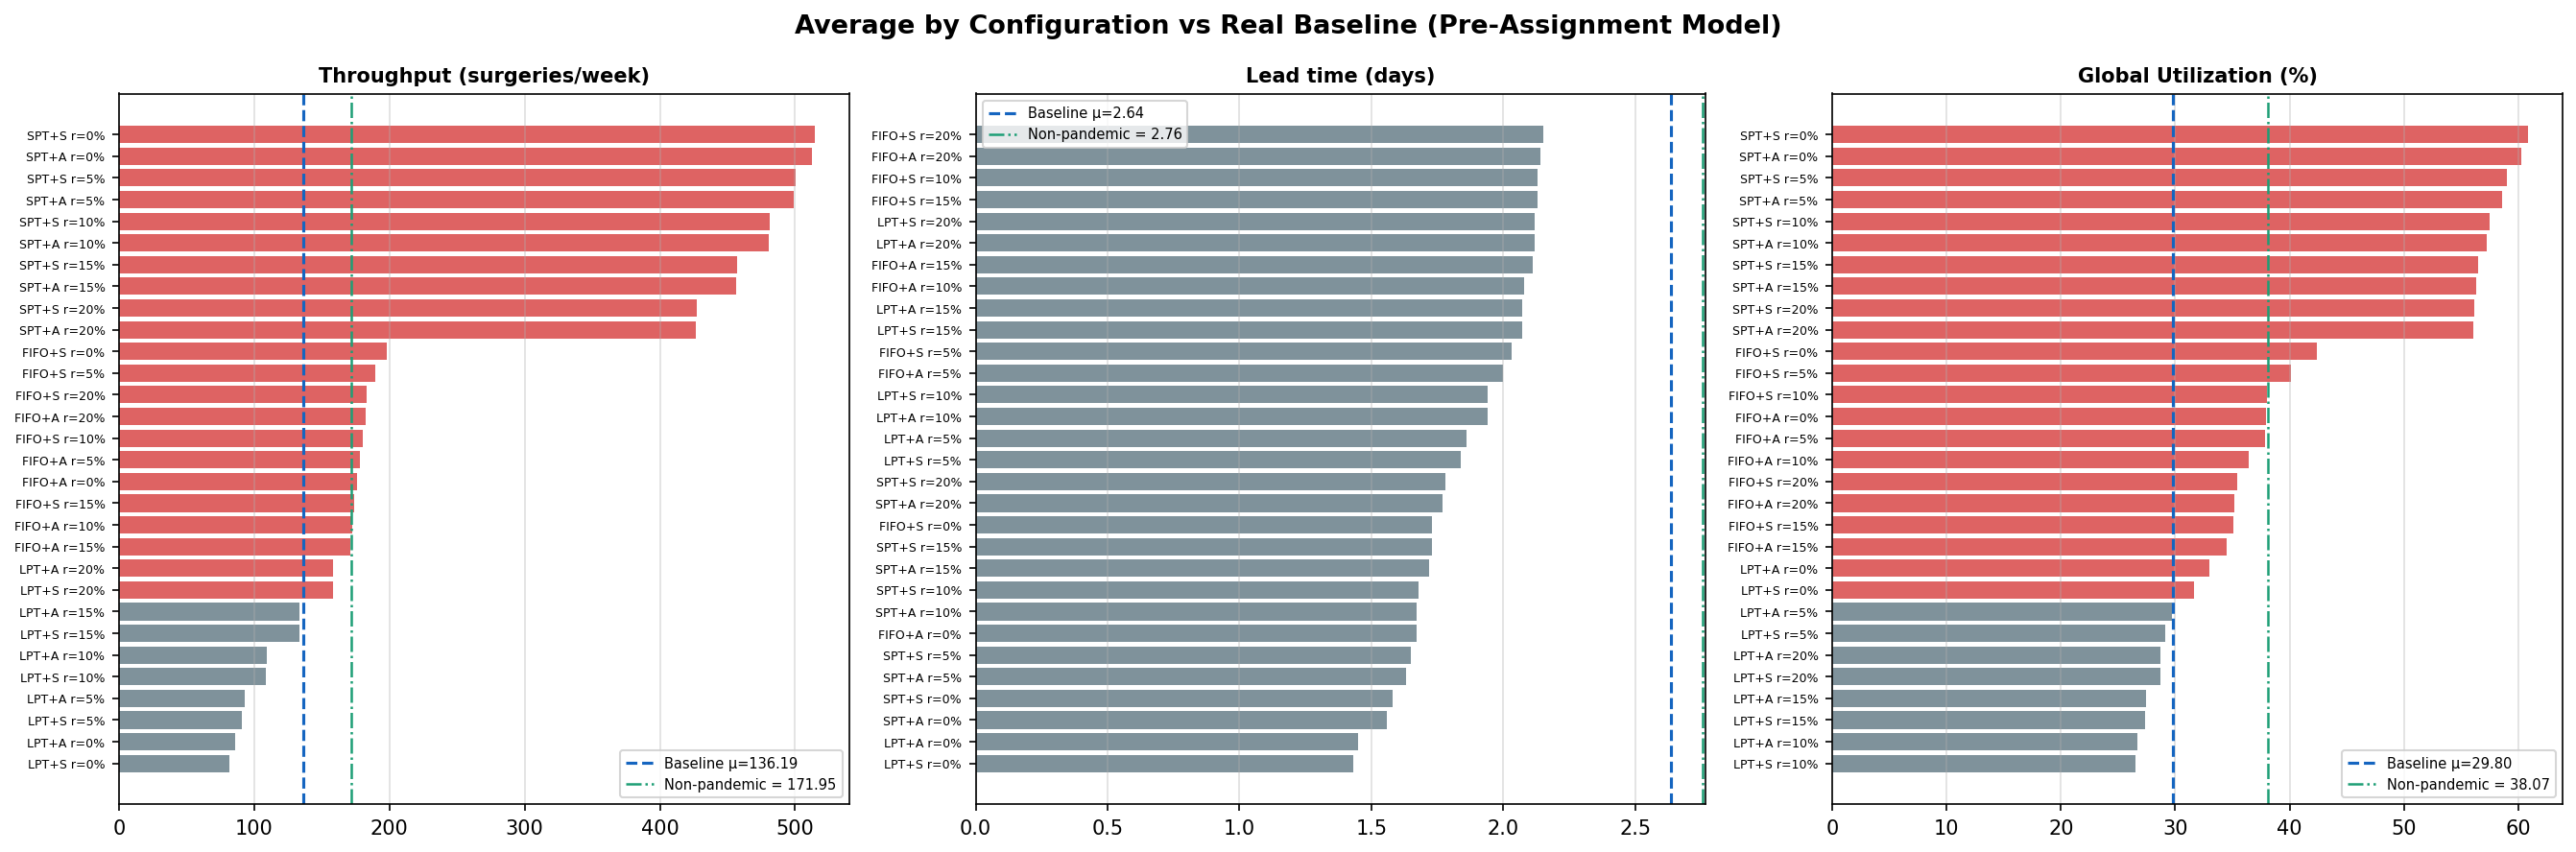 Average by Configuration vs Real Baseline (Pre-Assignment Model)
Throughput (surgeries/week)
SPT+S r=0%
SPT+A r=0%
SPT+S r=5%
SPT+A r=5%
SPT+S r=10%
SPT+A r=10%
SPT+S r=15%
SPT+A r=15%
SPT+S r=20%
SPT+A r=20%
FIFO+S r=0%
FIFO+S r=5%
FIFO+S r=20%
FIFO+A r=20%
FIFO+S r=10%
FIFO+A r=5%
FIFO+A r=0%
FIFO+S r=15%
FIFO+A r=10%
FIFO+A r=15%
LPT+A r=20%
LPT+S r=20%
LPT+A r=15%
LPT+S r=15%
LPT+A r=10%
LPT+S r=10%
LPT+A r=5%
LPT+S r=5%
LPT+A r=0%
LPT+S r=0%
Baseline μ=136.19
Non-pandemic = 171.95
0 100 200 300 400 500
Lead time (days)
Baseline μ=2.64
Non-pandemic = 2.76
FIFO+S r=20%
FIFO+A r=20%
FIFO+S r=10%
FIFO+S r=15%
LPT+S r=20%
LPT+A r=20%
FIFO+A r=15%
FIFO+A r=10%
LPT+A r=15%
LPT+S r=15%
FIFO+S r=5%
FIFO+A r=5%
LPT+S r=10%
LPT+A r=10%
LPT+A r=5%
LPT+S r=5%
SPT+S r=20%
SPT+A r=20%
FIFO+S r=0%
SPT+S r=15%
SPT+A r=15%
SPT+S r=10%
SPT+A r=10%
FIFO+A r=0%
SPT+S r=5%
SPT+A r=5%
SPT+S r=0%
SPT+A r=0%
LPT+A r=0%
LPT+S r=0%
0.0 0.5 1.0 1.5 2.0 2.5
Global Utilization (%)
SPT+S r=0%
SPT+A r=0%
SPT+S r=5%
SPT+A r=5%
SPT+S r=10%
SPT+A r=10%
SPT+S r=15%
SPT+A r=15%
SPT+S r=20%
SPT+A r=20%
FIFO+S r=0%
FIFO+S r=5%
FIFO+S r=10%
FIFO+A r=0%
FIFO+A r=5%
FIFO+A r=10%
FIFO+S r=20%
FIFO+A r=20%
FIFO+S r=15%
FIFO+A r=15%
LPT+A r=0%
LPT+S r=0%
LPT+A r=5%
LPT+S r=5%
LPT+A r=20%
LPT+S r=20%
LPT+A r=15%
LPT+S r=15%
LPT+A r=10%
LPT+S r=10%
Baseline μ=29.80
Non-pandemic = 38.07
0 10 20 30 40 50 60